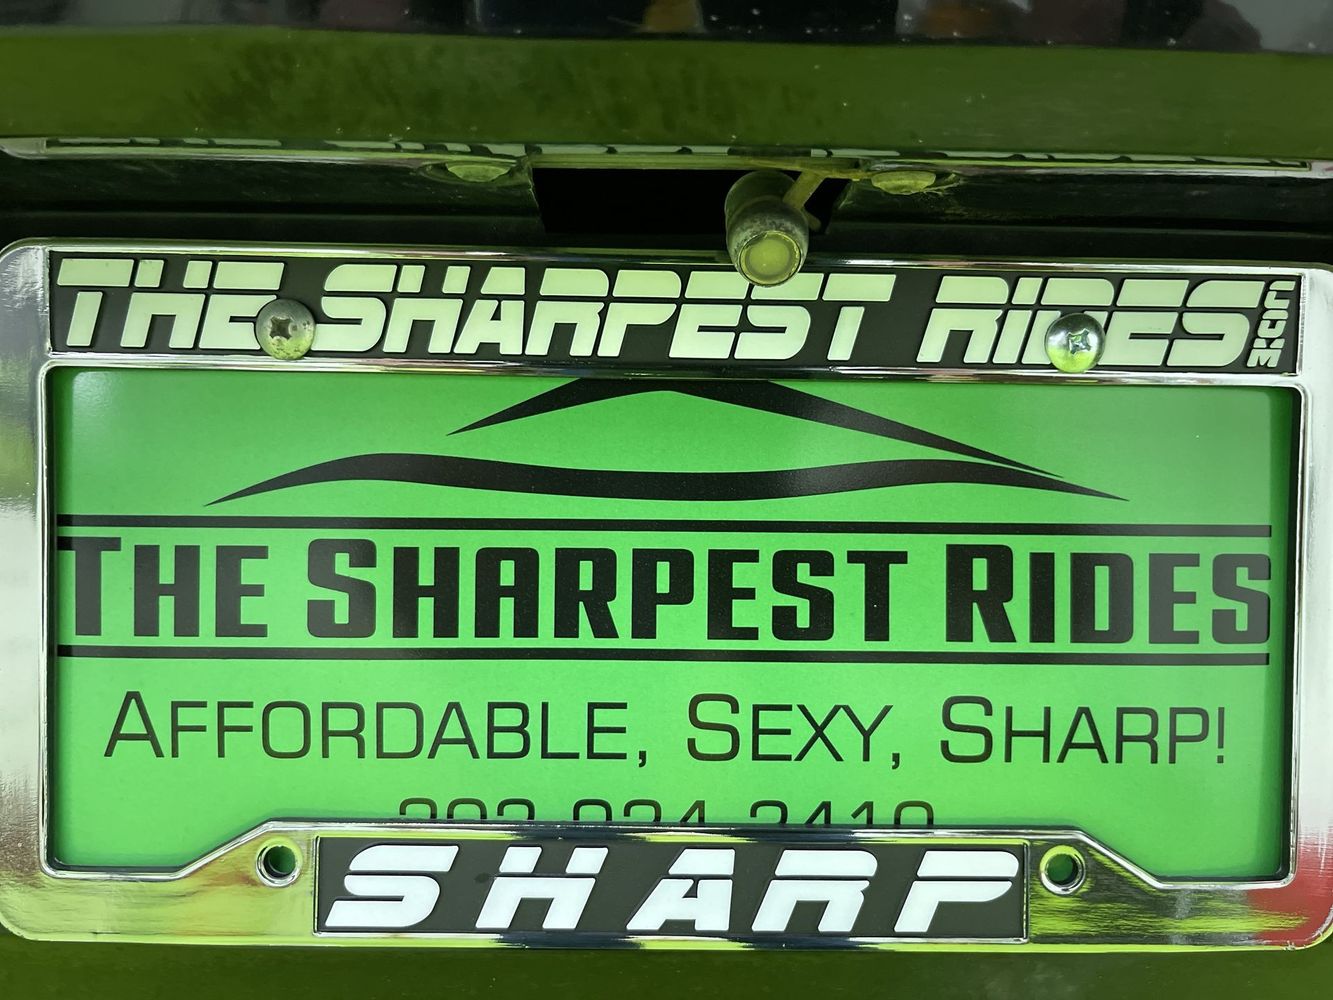 THE SHARPEST RIDES .COM
THE SHARPEST RIDES
AFFORDABLE, SEXY, SHARP!
SHARP